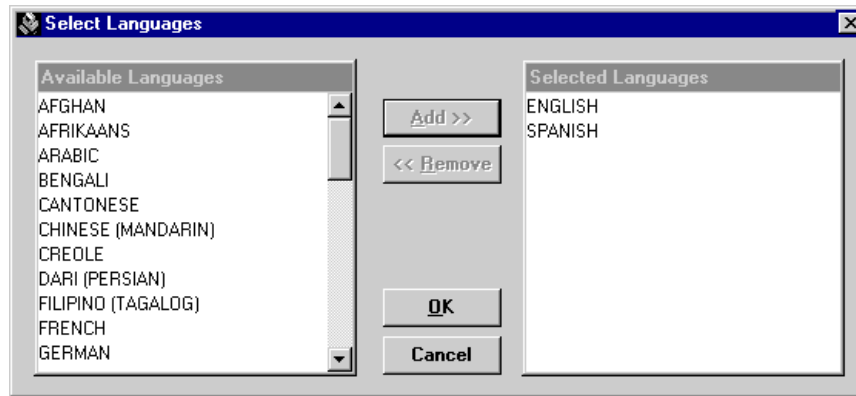 Select Languages
Available Languages
AFGHAN
AFRIKAANS
ARABIC
BENGALI
CANTONESE
CHINESE (MANDARIN)
CREOLE
DARI (PERSIAN)
FILIPINO (TAGALOG)
FRENCH
GERMAN
Add >>
<< Remove
OK
Cancel
Selected Languages
ENGLISH
SPANISH